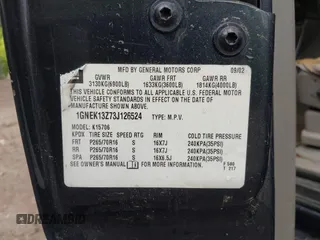 MFD BY GENERAL MOTORS CORP 09/02
GVWR GAWR FRT GAWR RR
3130KG(6900LB) 1633KG(3600LB) 1814KG(4000LB)
THIS VEHICLE CONFORMS TO ALL APPLICABLE U.S. FEDERAL MOTOR
VEHICLE SAFETY STANDARDS IN EFFECT ON THE DATE OF
MANUFACTURE SHOWN ABOVE.
1GNEK13Z73J126524 TYPE: M.P.V.
MODEL: K15706
KPDX TIRE SIZE SPEED RTG RIM COLD TIRE PRESSURE
FRT P265/70R16 S 16X7J 240KPA(35PSI)
RR P265/70R16 S 16X7J 240KPA(35PSI)
SPA P265/70R16 S 16X6.5J 240KPA(35PSI)
SEE OWNER'S MANUAL